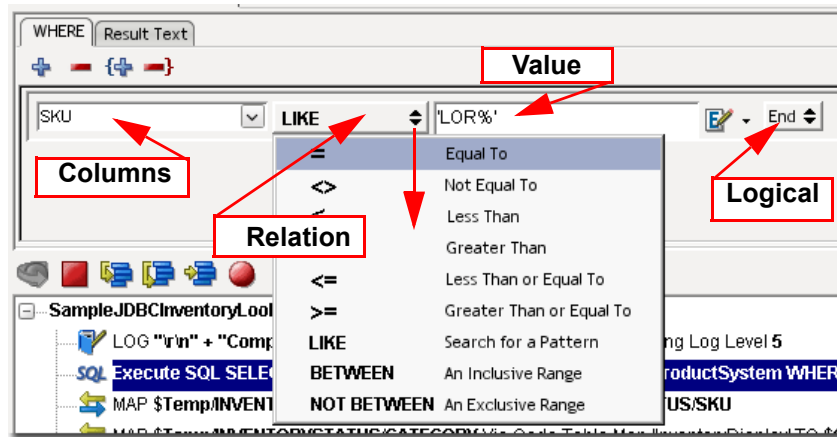 WHERE Result Text
{ }
Value
SKU LIKE 'LOR%' End
= Equal To
Columns
<> Not Equal To
Logical
Less Than
Relation
Greater Than
<= Less Than or Equal To
>= Greater Than or Equal To
SampleJDBCInventoryLoo
LOG "\r\n" + "Comp ng Log Level 5
LIKE Search for a Pattern
SQL Execute SQL SELE roductSystem WHER
BETWEEN An Inclusive Range
MAP $Temp/INVENT TUS/SKU
NOT BETWEEN An Exclusive Range